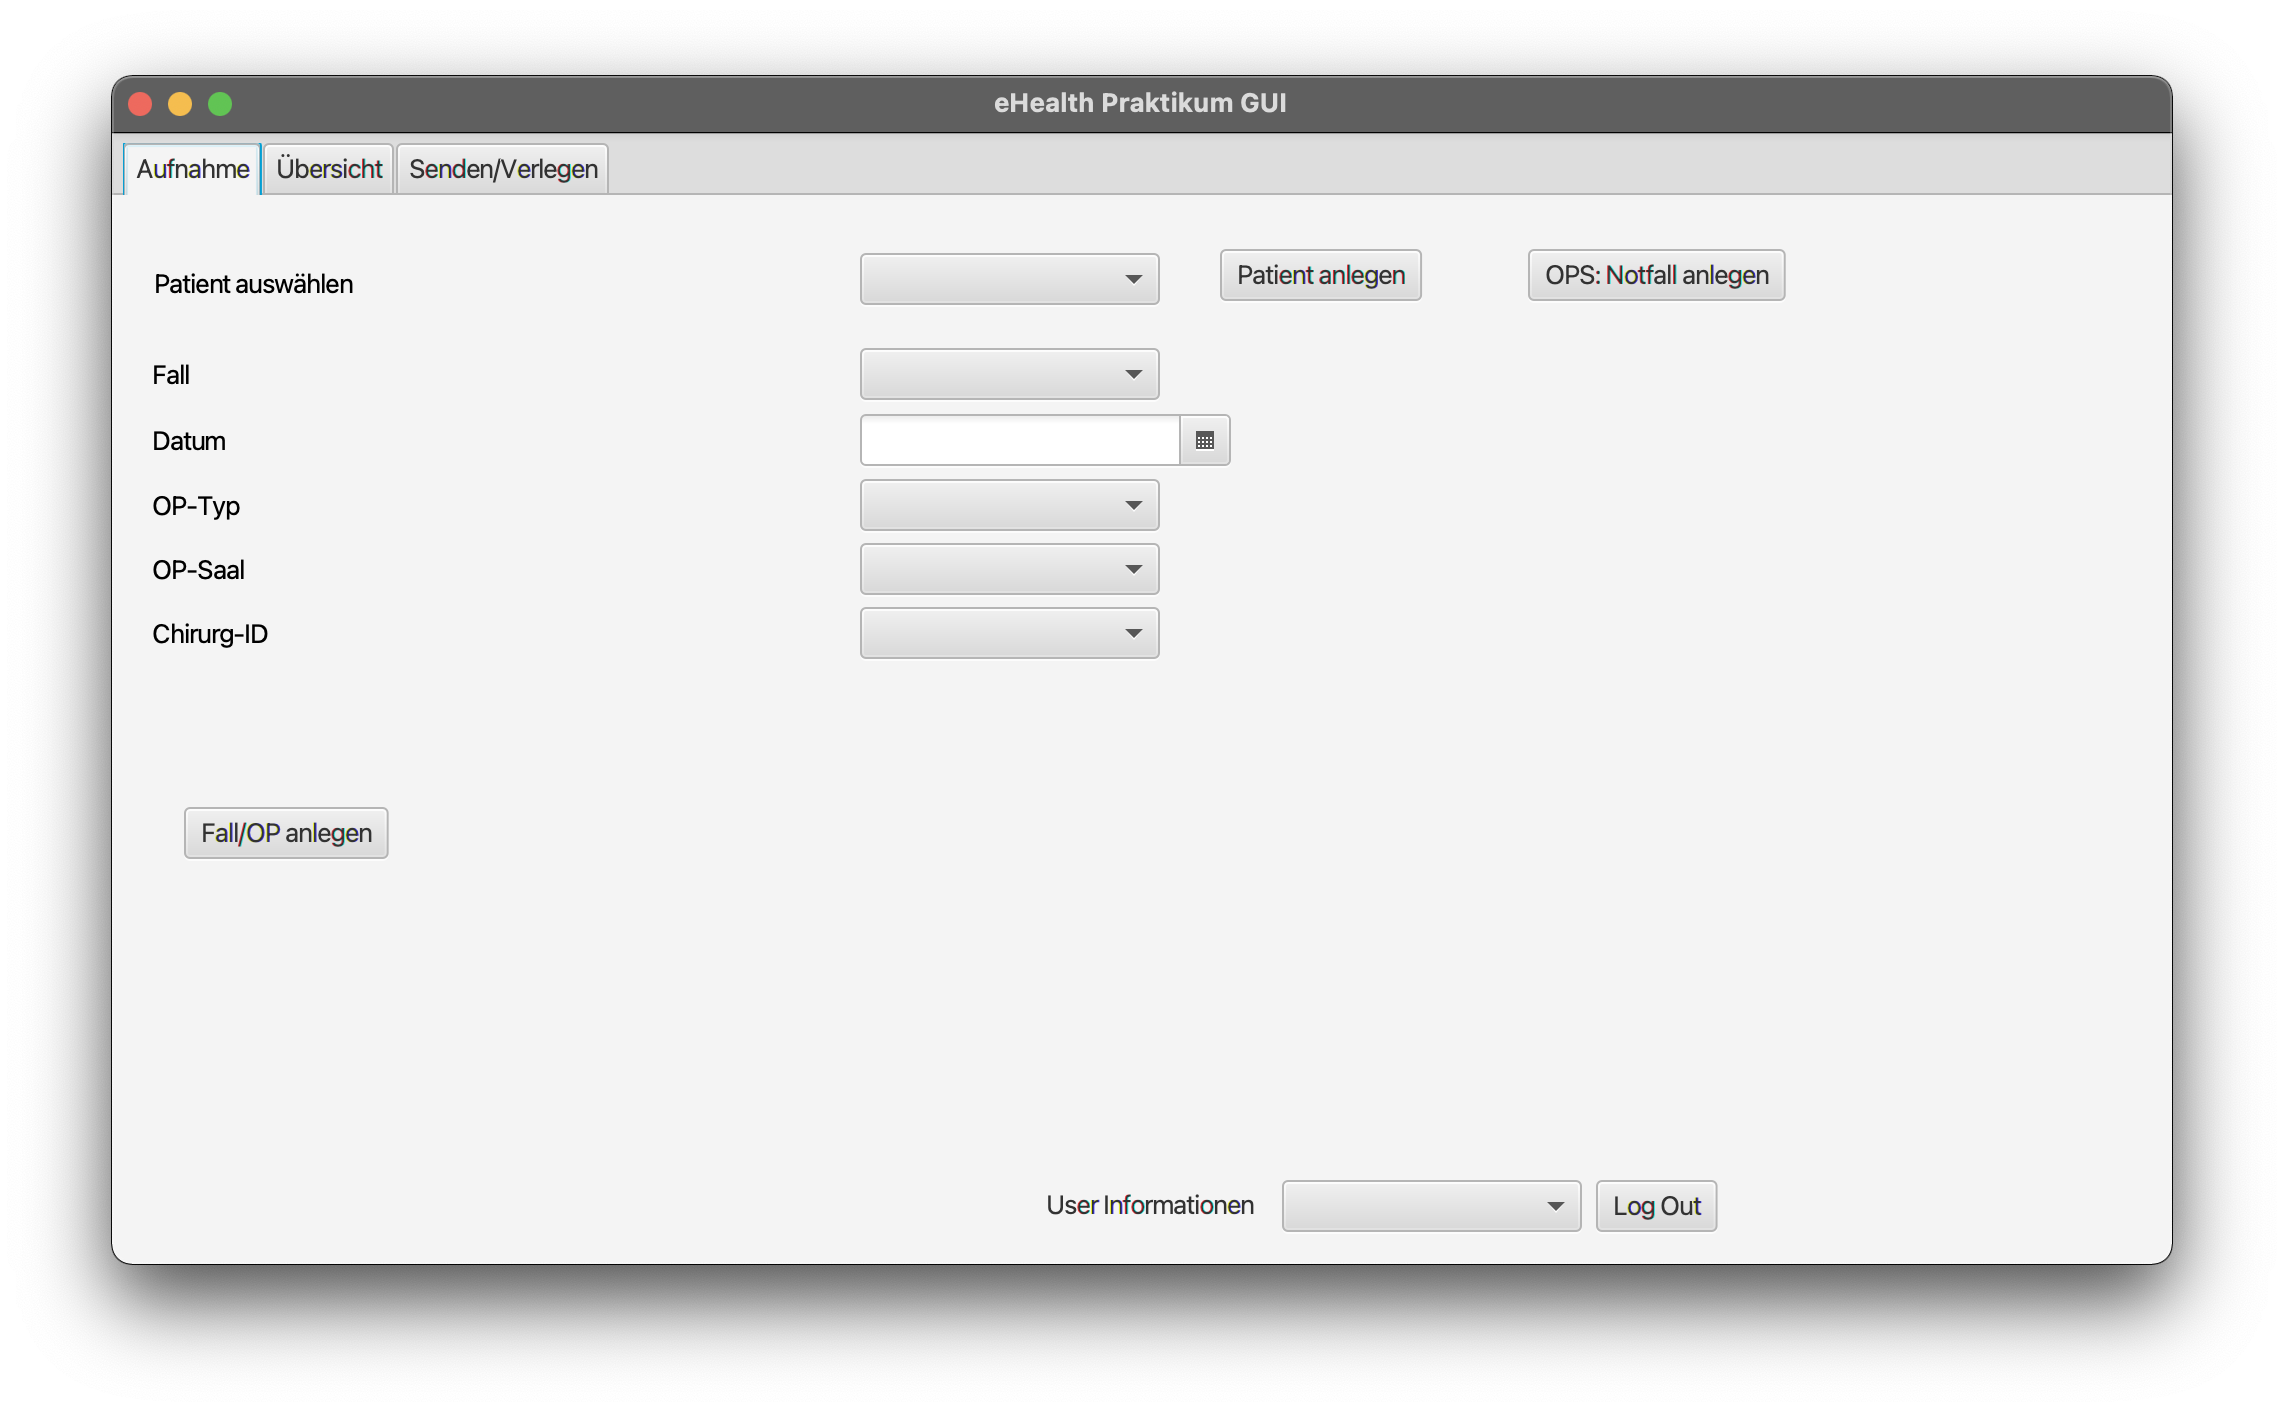 eHealth Praktikum GUI
Aufnahme Übersicht Senden/Verlegen
Patient auswählen Patient anlegen OPS: Notfall anlegen
Fall
Datum
OP-Typ
OP-Saal
Chirurg-ID
Fall/OP anlegen
User Informationen Log Out